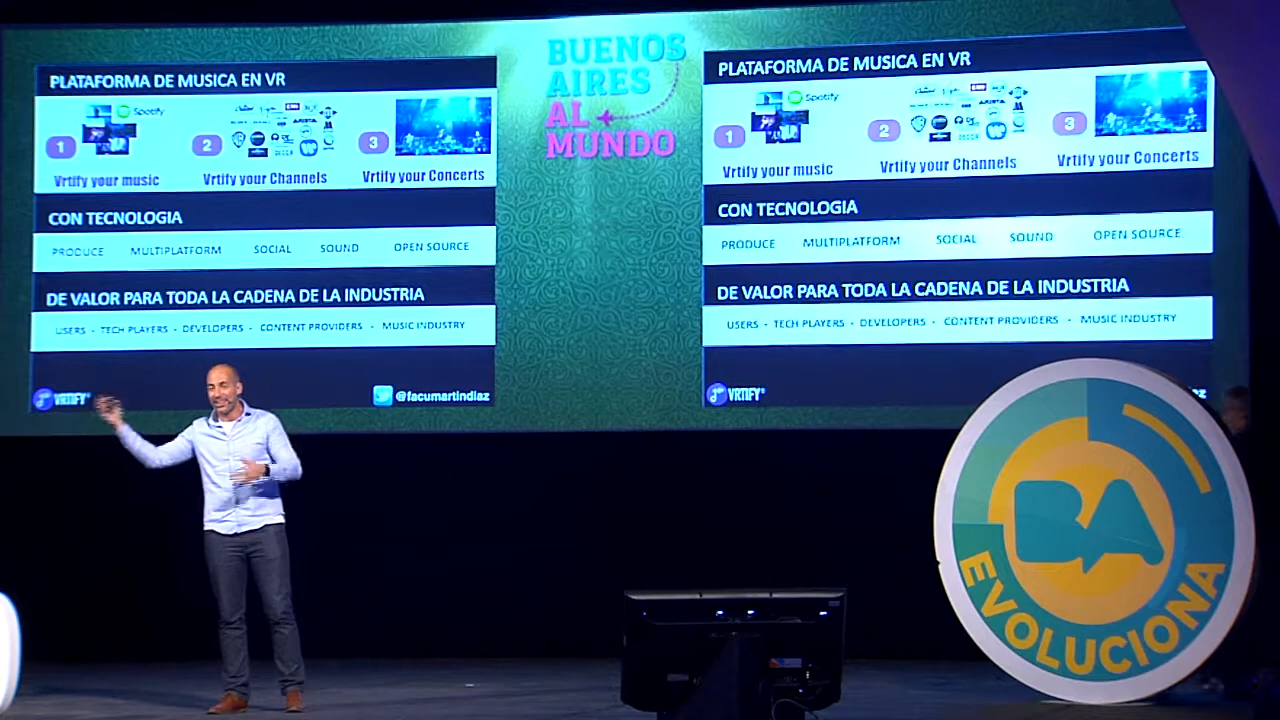 PLATAFORMA DE MUSICA EN VR
Spotify
1
2
3
Vrtify your music
Vrtify your Channels
Vrtify your Concerts
CON TECNOLOGIA
PRODUCE MULTIPLATFORM SOCIAL SOUND OPEN SOURCE
DE VALOR PARA TODA LA CADENA DE LA INDUSTRIA
USERS - TECH PLAYERS - DEVELOPERS - CONTENT PROVIDERS - MUSIC INDUSTRY
VRTIFY
@facumartindiaz
BUENOS
AIRES
AL
MUNDO
PLATAFORMA DE MUSICA EN VR
Spotify
1
2
3
Vrtify your music
Vrtify your Channels
Vrtify your Concerts
CON TECNOLOGIA
PRODUCE MULTIPLATFORM SOCIAL SOUND OPEN SOURCE
DE VALOR PARA TODA LA CADENA DE LA INDUSTRIA
USERS - TECH PLAYERS - DEVELOPERS - CONTENT PROVIDERS - MUSIC INDUSTRY
VRTIFY
BA
EVOLUCIONA